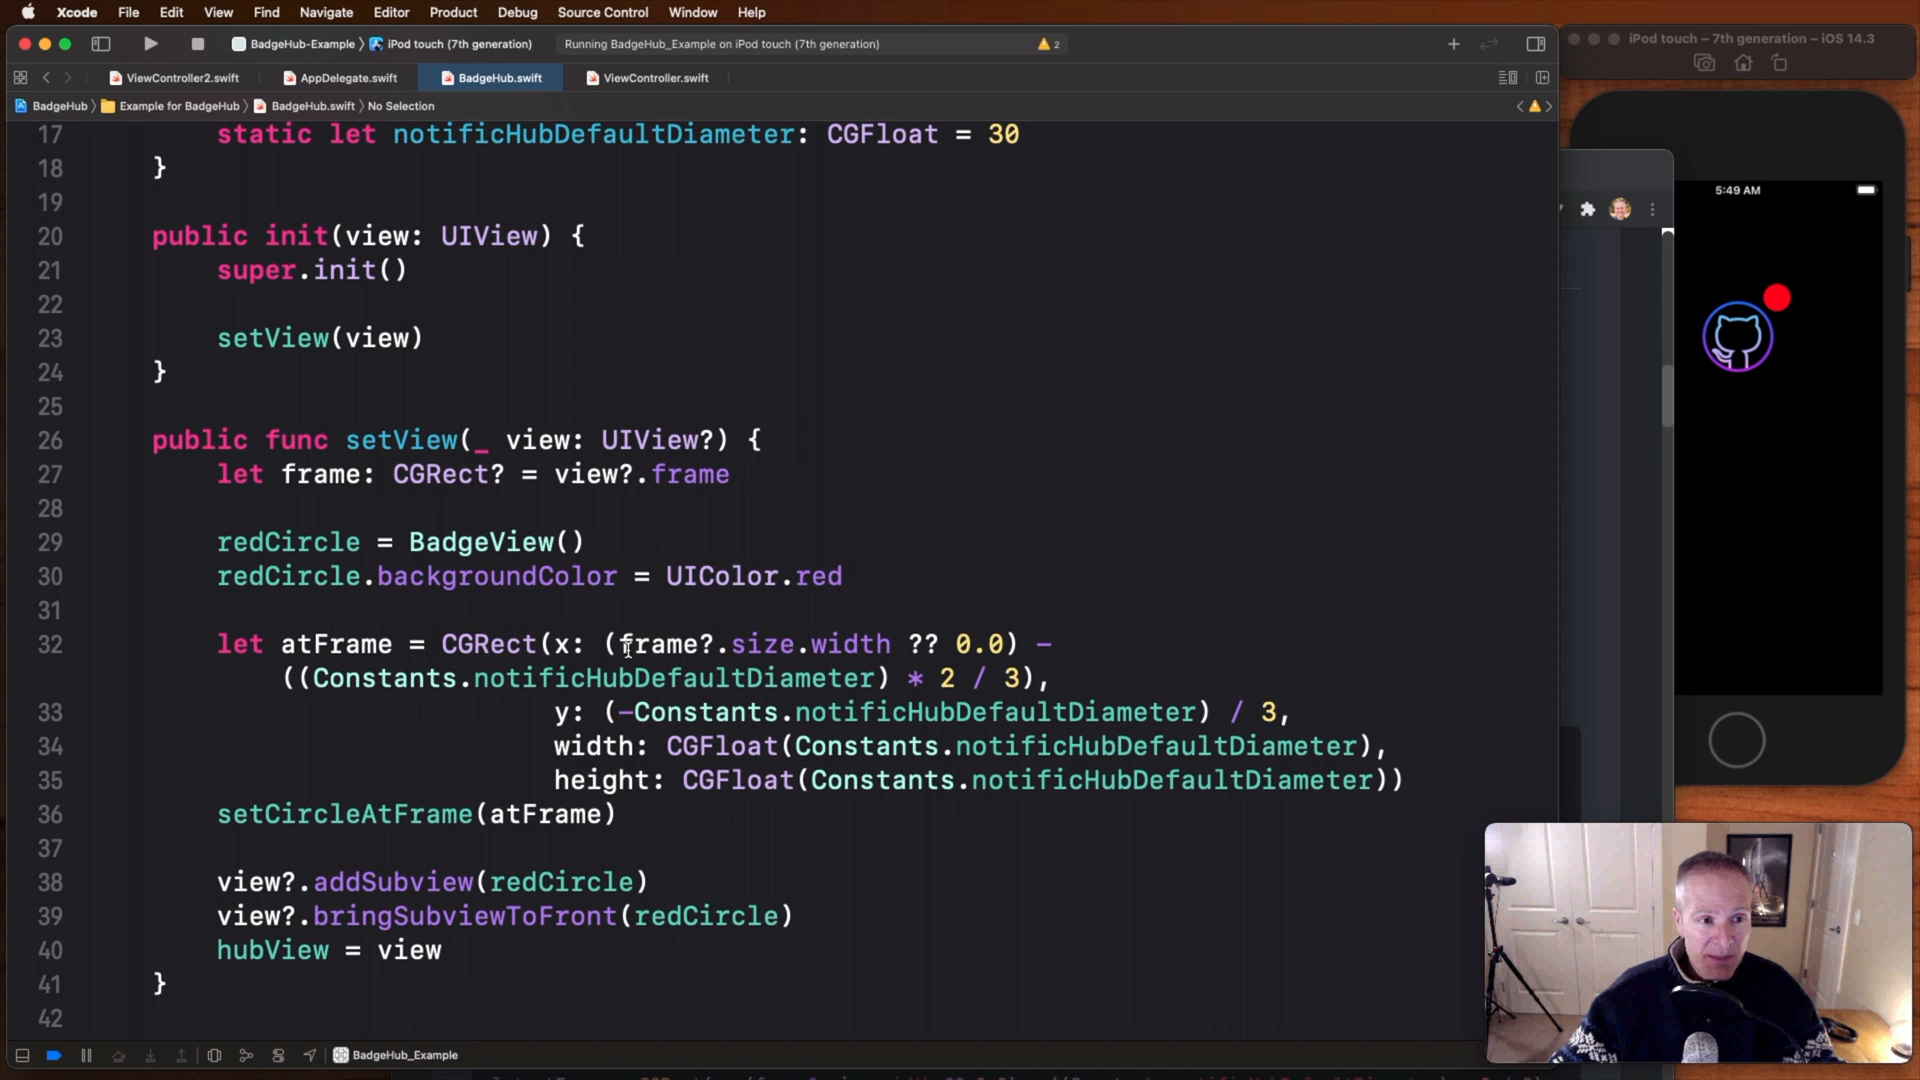 Xcode File Edit View Find Navigate Editor Product Debug Source Control Window Help
BadgeHub-Example iPod touch (7th generation) Running BadgeHub_Example on iPod touch (7th generation) 2
iPod touch – 7th generation – iOS 14.3
ViewController2.swift AppDelegate.swift BadgeHub.swift ViewController.swift
BadgeHub Example for BadgeHub BadgeHub.swift No Selection
17 static let notificHubDefaultDiameter: CGFloat = 30
18 }
19
20 public init(view: UIView) {
21 super.init()
22
23 setView(view)
24 }
25
26 public func setView(_ view: UIView?) {
27 let frame: CGRect? = view?.frame
28
29 redCircle = BadgeView()
30 redCircle.backgroundColor = UIColor.red
31
32 let atFrame = CGRect(x: (frame?.size.width ?? 0.0) -
((Constants.notificHubDefaultDiameter) * 2 / 3),
33 y: (-Constants.notificHubDefaultDiameter) / 3,
34 width: CGFloat(Constants.notificHubDefaultDiameter),
35 height: CGFloat(Constants.notificHubDefaultDiameter))
36 setCircleAtFrame(atFrame)
37
38 view?.addSubview(redCircle)
39 view?.bringSubviewToFront(redCircle)
40 hubView = view
41 }
42
BadgeHub_Example
5:49 AM